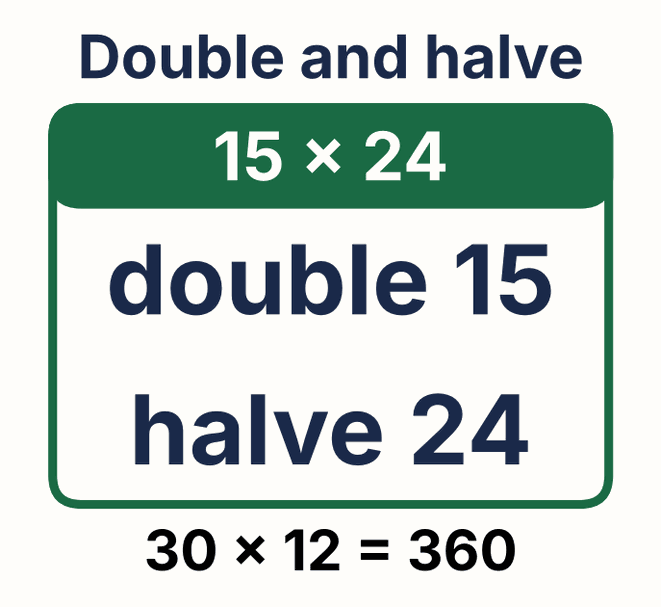 Double and halve
15 × 24
double 15
halve 24
30 × 12 = 360